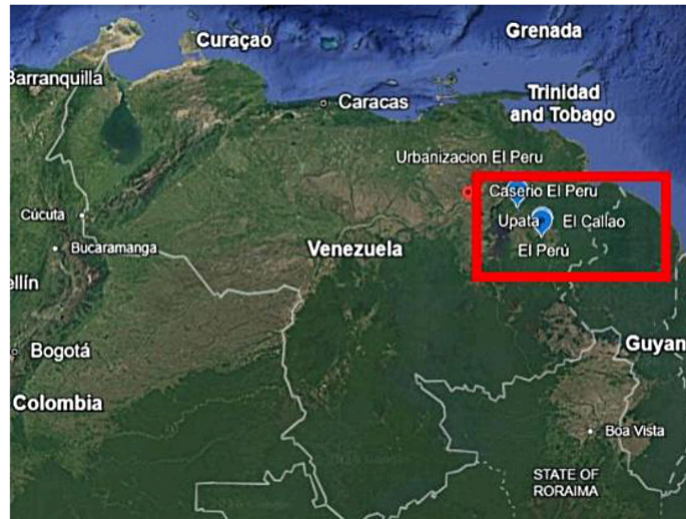 Curaçao
Grenada
Barranquilla
Caracas
Trinidad
and Tobago
Urbanizacion El Peru
Caserio El Peru
Cúcuta
Upata
El Callao
Bucaramanga
Venezuela
El Perú
ellín
Bogotá
Guyan
Colombia
Boa Vista
STATE OF
RORAIMA